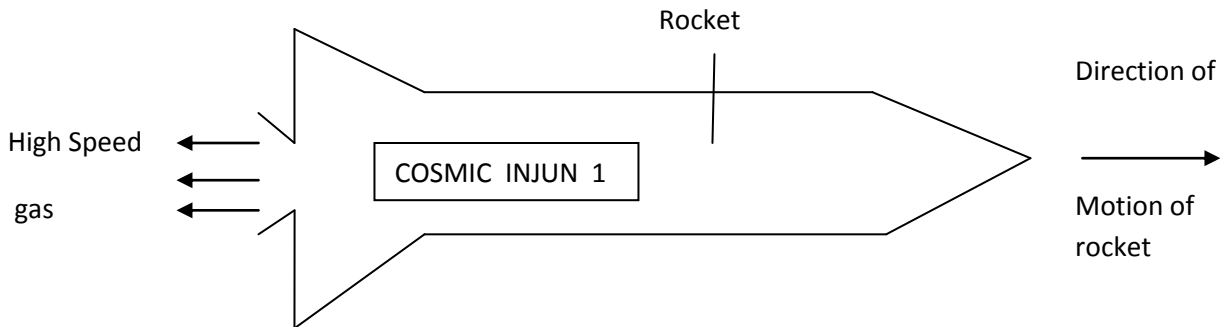 Rocket
Direction of
High Speed
COSMIC INJUN 1
gas
Motion of
rocket